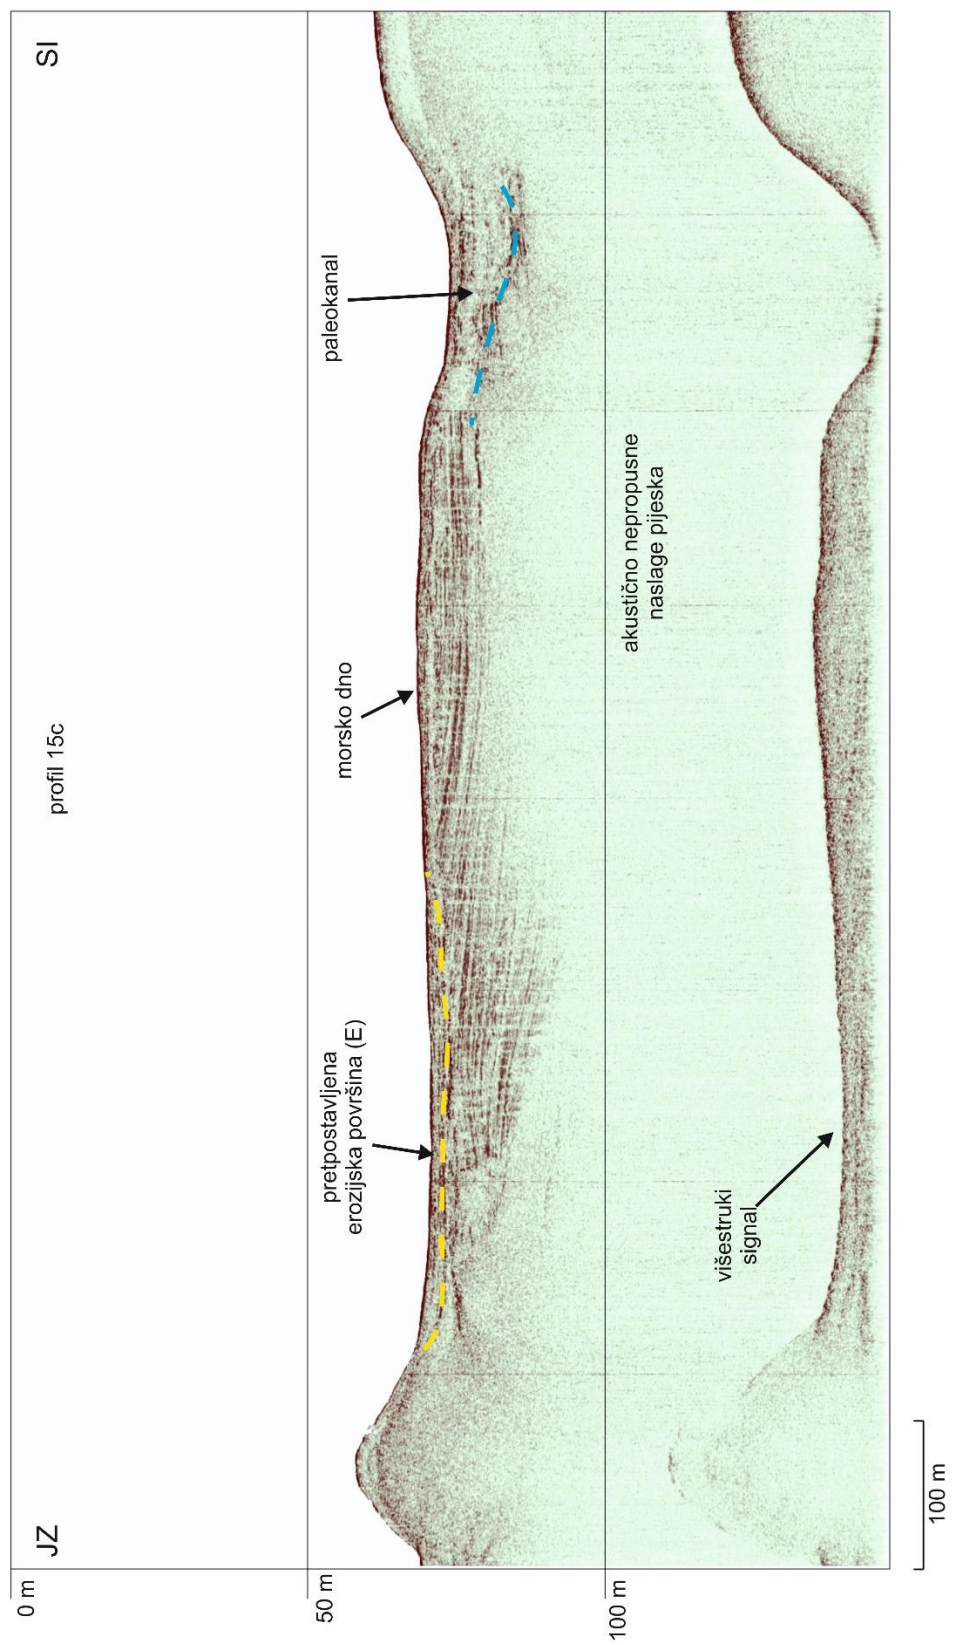 profil 15c
JZ
SI
0 m
50 m
100 m
pretpostavljena
erozijska površina (E)
morsko dno
paleokanal
akustično nepropusne
naslage pijeska
višestruki
signal
100 m